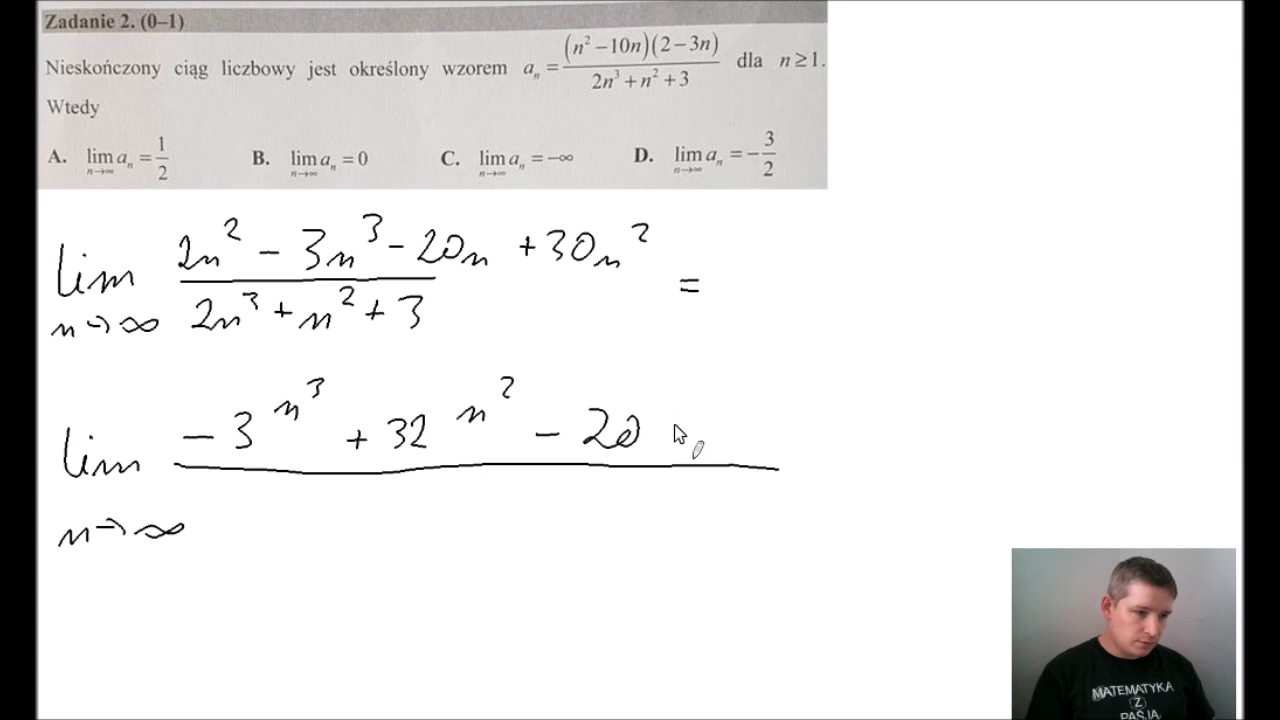 Zadanie 2. (0–1)
Nieskończony ciąg liczbowy jest określony wzorem aₙ = (n² −10n)(2−3n) / 2n³ + n² + 3 dla n ≥ 1.
Wtedy
A. lim n→∞ aₙ = 1/2 B. lim n→∞ aₙ = 0 C. lim n→∞ aₙ = −∞ D. lim n→∞ aₙ = −3/2
lim n→∞ 2n² − 3n³ − 20n + 30n² / 2n³ + n² + 3 =
lim n→∞ −3n³ + 32n² − 20
MATEMATYKA
Z
PASJĄ